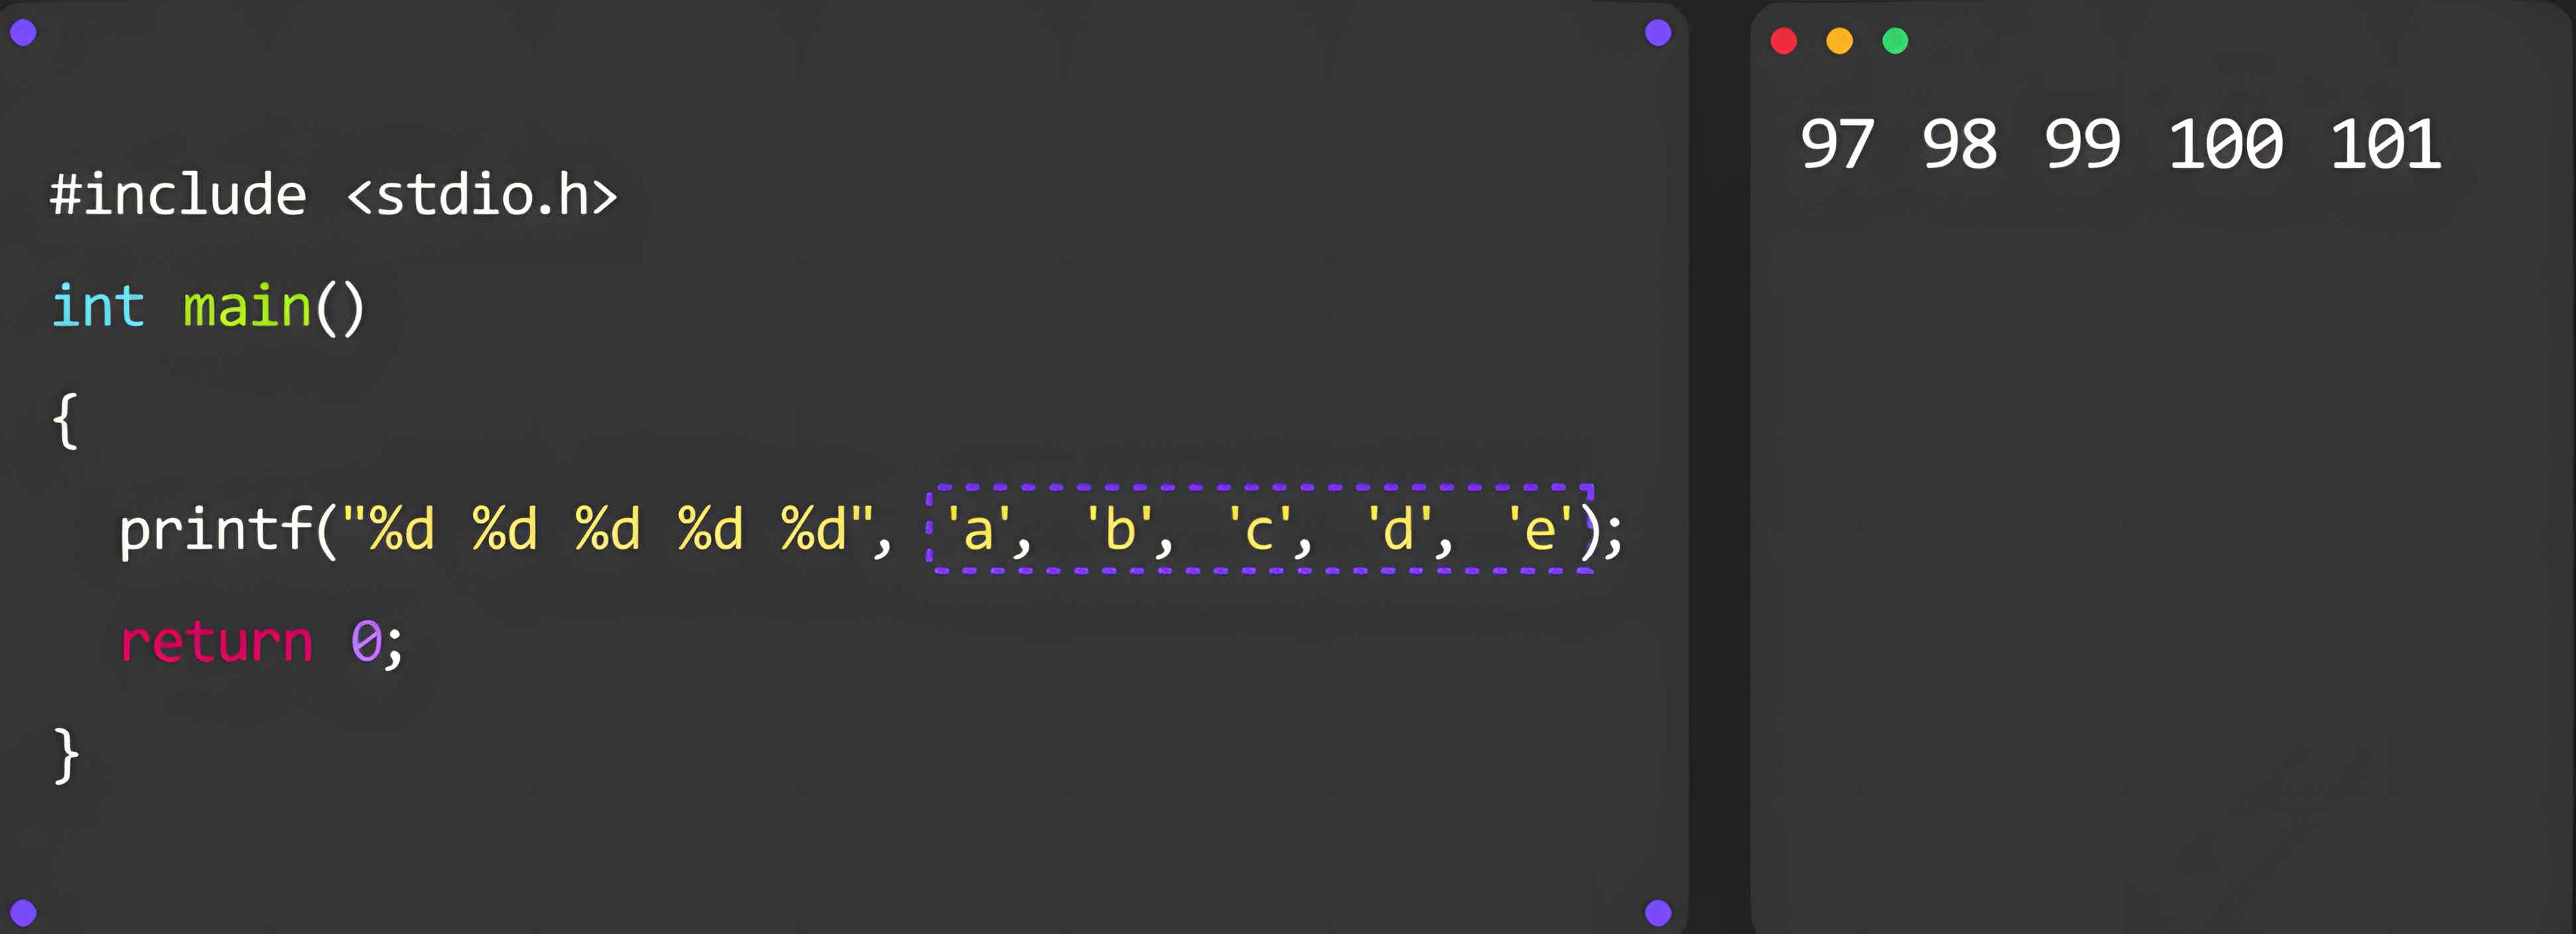 #include <stdio.h>
int main()
{
printf("%d %d %d %d %d", 'a', 'b', 'c', 'd', 'e');
return 0;
}
97 98 99 100 101